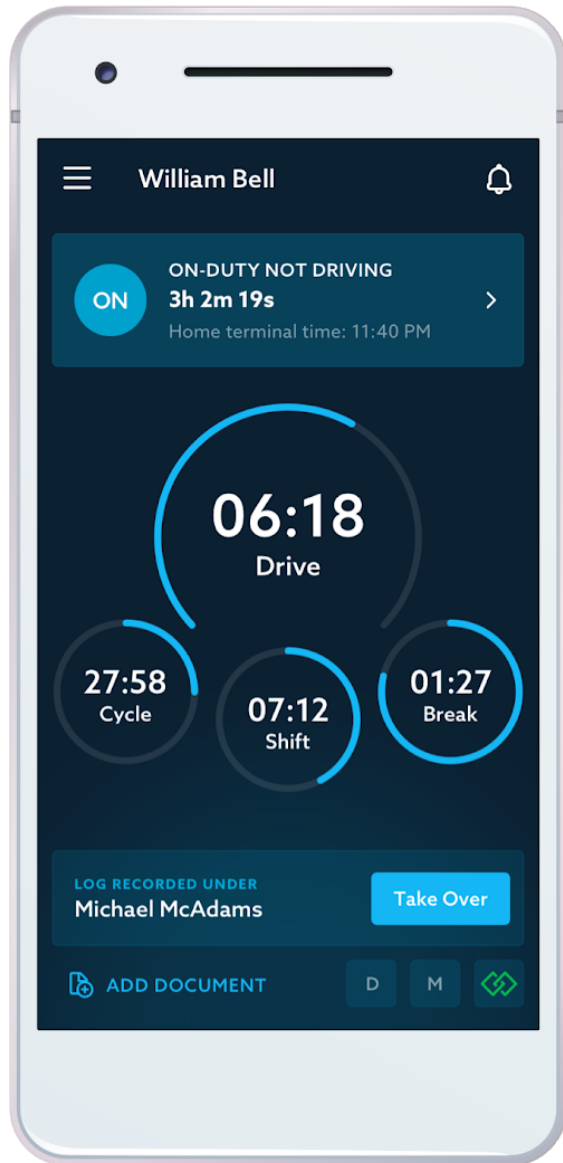 William Bell
ON
ON-DUTY NOT DRIVING
3h 2m 19s
Home terminal time: 11:40 PM
06:18
Drive
27:58
Cycle
07:12
Shift
01:27
Break
LOG RECORDED UNDER
Michael McAdams
Take Over
ADD DOCUMENT
D
M